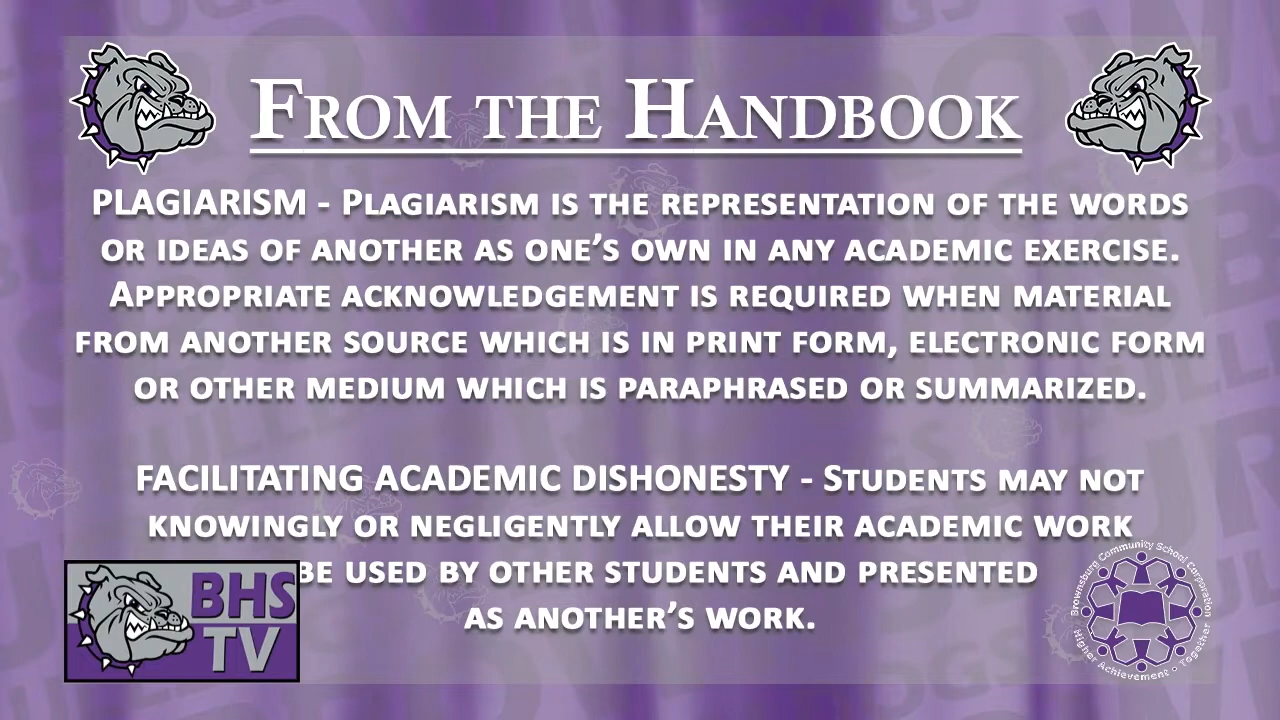 From the Handbook
PLAGIARISM - Plagiarism is the representation of the words
or ideas of another as one's own in any academic exercise.
Appropriate acknowledgement is required when material
from another source which is in print form, electronic form
or other medium which is paraphrased or summarized.
FACILITATING ACADEMIC DISHONESTY - Students may not
knowingly or negligently allow their academic work
be used by other students and presented
as another's work.
BHS
TV
Brownsburg Community School Corporation
Higher Achievement Together